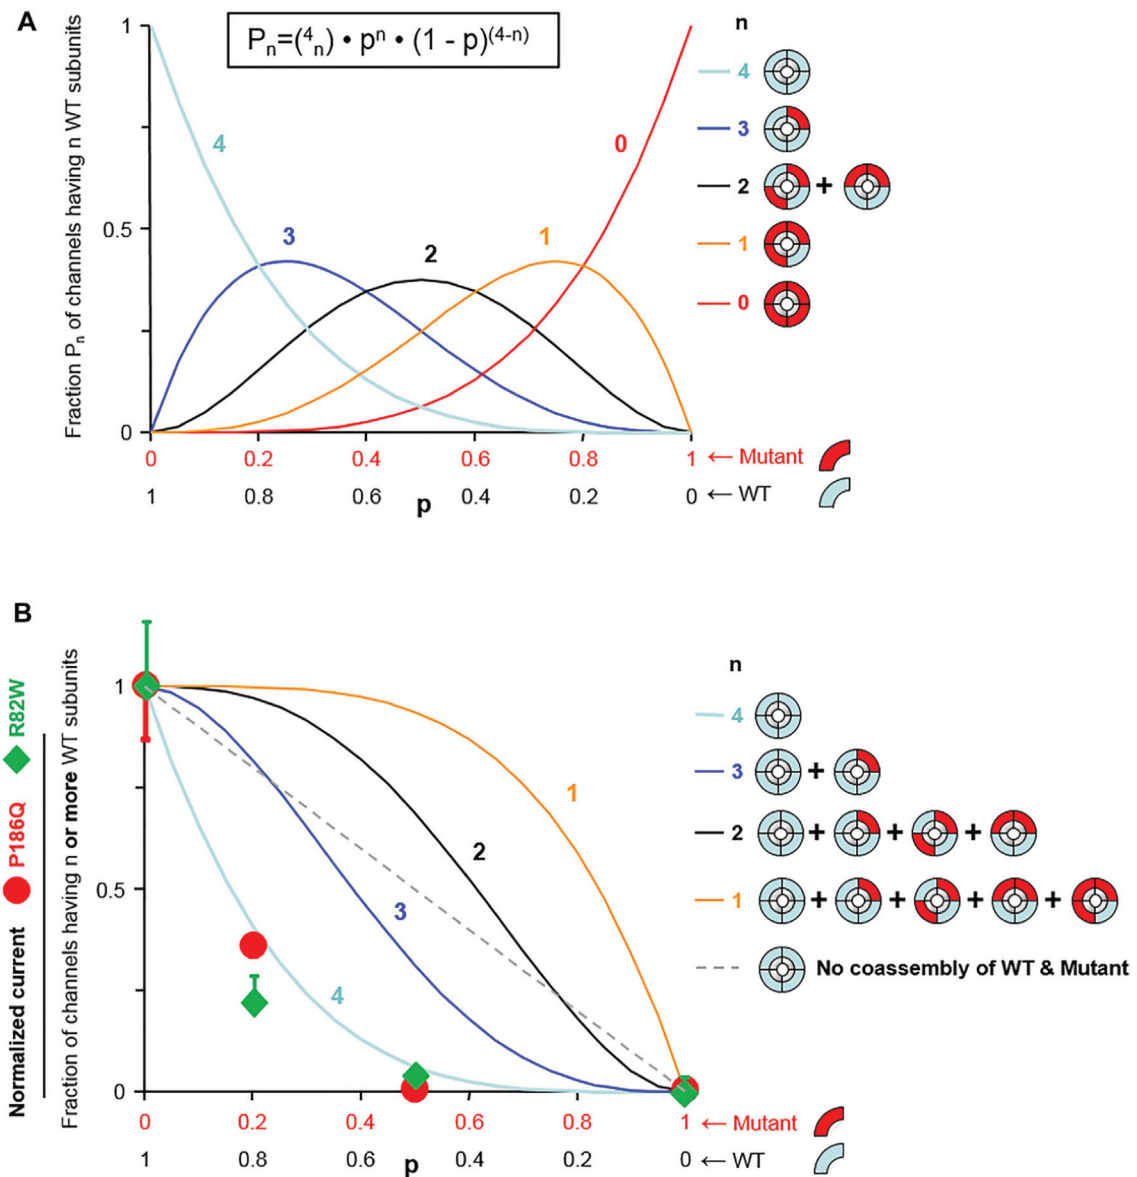 A
Pₙ=(⁴ₙ) • pⁿ • (1 - p)⁽⁴⁻ⁿ⁾
Fraction Pₙ of channels having n WT subunits
1
0.5
0
4
3
2
1
0
n
4
3
2 +
1
0
0 0.2 0.4 0.6 0.8 1 ← Mutant
1 0.8 0.6 0.4 0.2 0 ← WT
p
B
Normalized current P186Q R82W
Fraction of channels having n or more WT subunits
1
0.5
0
1
2
3
4
n
4
3 +
2 + + +
1 + + + +
No coassembly of WT & Mutant
0 0.2 0.4 0.6 0.8 1 ← Mutant
1 0.8 0.6 0.4 0.2 0 ← WT
p